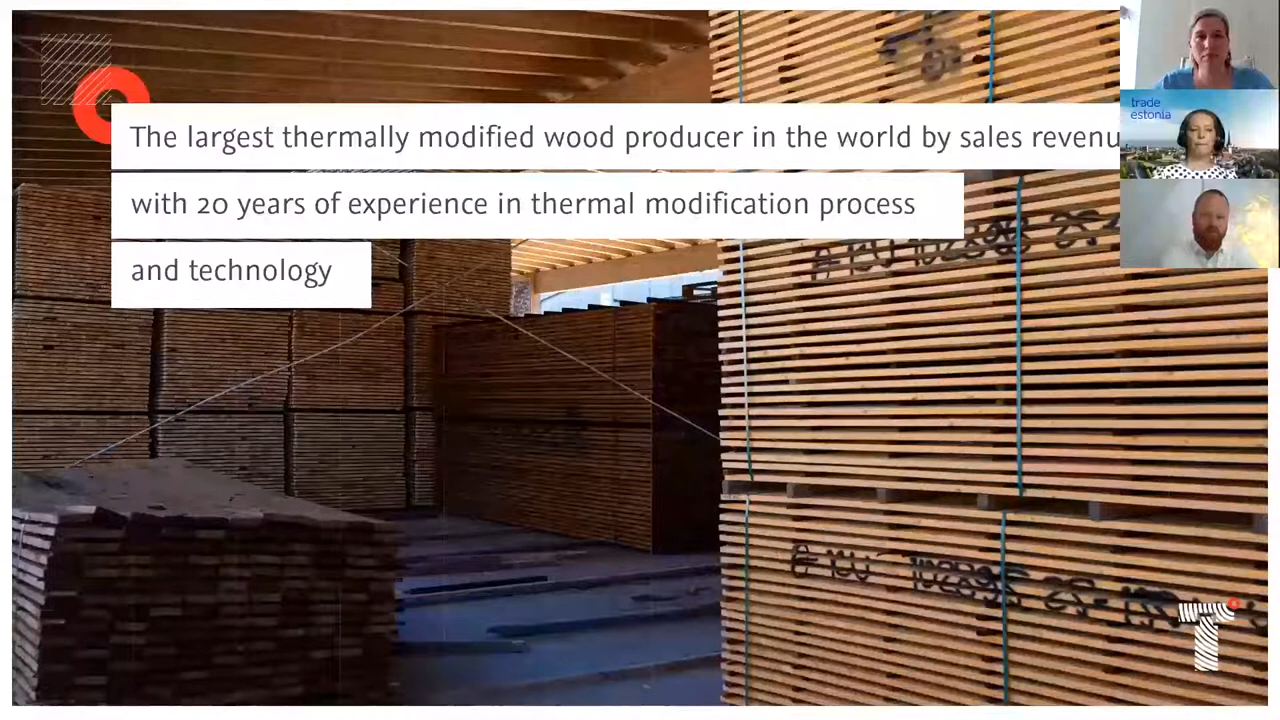 The largest thermally modified wood producer in the world by sales revenu
with 20 years of experience in thermal modification process
and technology
trade
estonia